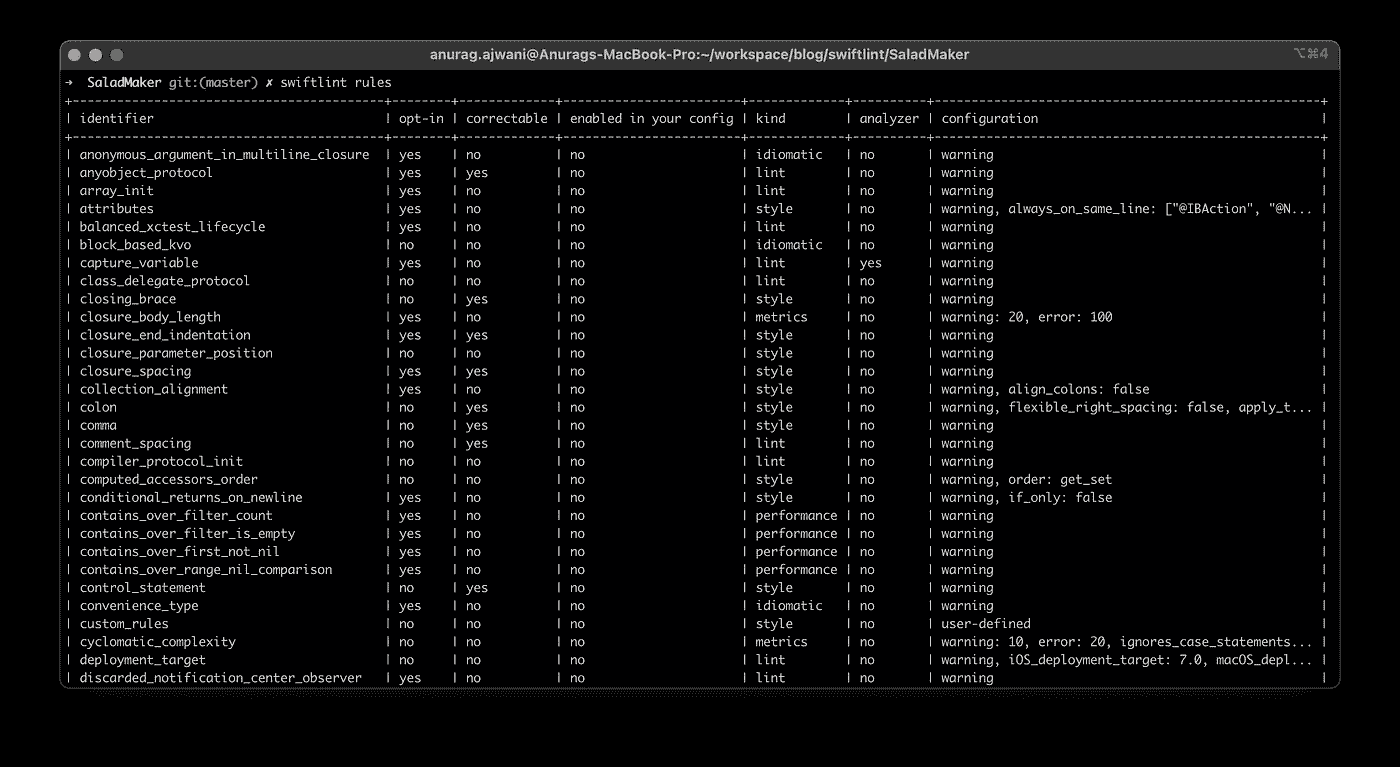 anurag.ajwani@Anurags-MacBook-Pro:~/workspace/blog/swiftlint/SaladMaker ⌥⌘4
→ SaladMaker git:(master) ✗ swiftlint rules
| identifier | opt-in | correctable | enabled in your config | kind | analyzer | configuration |
| anonymous_argument_in_multiline_closure | yes | no | no | idiomatic | no | warning |
| anyobject_protocol | yes | yes | no | lint | no | warning |
| array_init | yes | no | no | lint | no | warning |
| attributes | yes | no | no | style | no | warning, always_on_same_line: ["@IBAction", "@N... |
| balanced_xctest_lifecycle | yes | no | no | lint | no | warning |
| block_based_kvo | no | no | no | idiomatic | no | warning |
| capture_variable | yes | no | no | lint | yes | warning |
| class_delegate_protocol | no | no | no | lint | no | warning |
| closing_brace | no | yes | no | style | no | warning |
| closure_body_length | yes | no | no | metrics | no | warning: 20, error: 100 |
| closure_end_indentation | yes | yes | no | style | no | warning |
| closure_parameter_position | no | no | no | style | no | warning |
| closure_spacing | yes | yes | no | style | no | warning |
| collection_alignment | yes | no | no | style | no | warning, align_colons: false |
| colon | no | yes | no | style | no | warning, flexible_right_spacing: false, apply_t... |
| comma | no | yes | no | style | no | warning |
| comment_spacing | no | yes | no | lint | no | warning |
| compiler_protocol_init | no | no | no | lint | no | warning |
| computed_accessors_order | no | no | no | style | no | warning, order: get_set |
| conditional_returns_on_newline | yes | no | no | style | no | warning, if_only: false |
| contains_over_filter_count | yes | no | no | performance | no | warning |
| contains_over_filter_is_empty | yes | no | no | performance | no | warning |
| contains_over_first_not_nil | yes | no | no | performance | no | warning |
| contains_over_range_nil_comparison | yes | no | no | performance | no | warning |
| control_statement | no | yes | no | style | no | warning |
| convenience_type | yes | no | no | idiomatic | no | warning |
| custom_rules | no | no | no | style | no | user-defined |
| cyclomatic_complexity | no | no | no | metrics | no | warning: 10, error: 20, ignores_case_statements... |
| deployment_target | no | no | no | lint | no | warning, iOS_deployment_target: 7.0, macOS_depl... |
| discarded_notification_center_observer | yes | no | no | lint | no | warning |